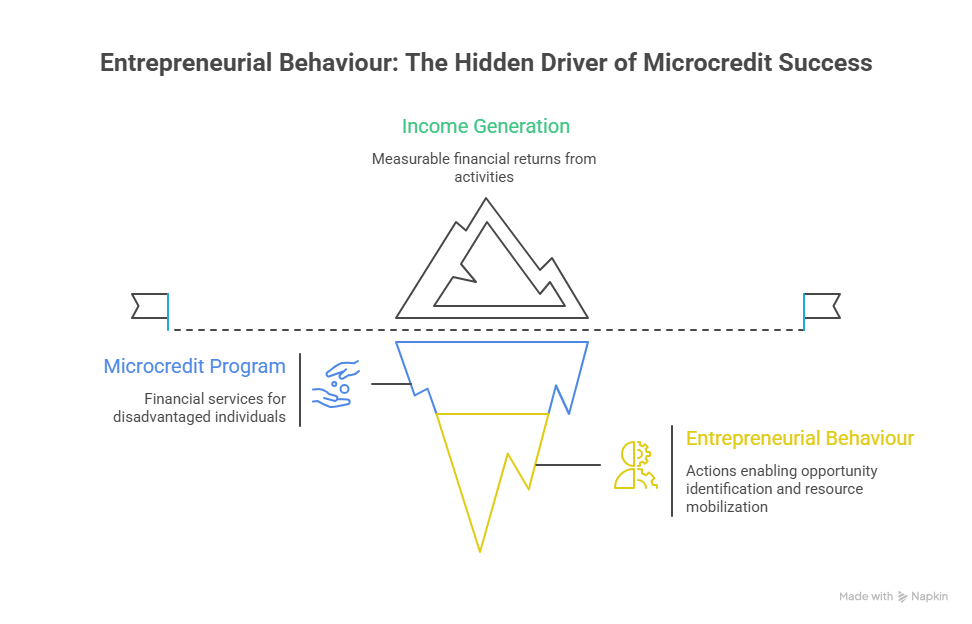 Entrepreneurial Behaviour: The Hidden Driver of Microcredit Success
Income Generation
Measurable financial returns from
activities
Microcredit Program
Financial services for
disadvantaged individuals
Entrepreneurial Behaviour
Actions enabling opportunity
identification and resource
mobilization
Made with Napkin